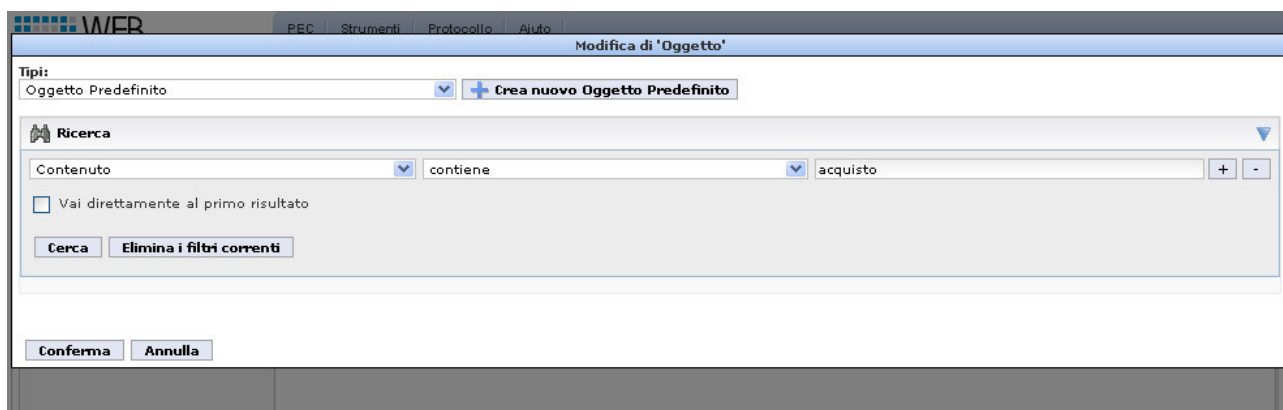 WEB
PEC Strumenti Protocollo Aiuto
Modifica di 'Oggetto'
Tipi:
Oggetto Predefinito Crea nuovo Oggetto Predefinito
Ricerca
Contenuto contiene acquisto + -
Vai direttamente al primo risultato
Cerca Elimina i filtri correnti
Conferma Annulla